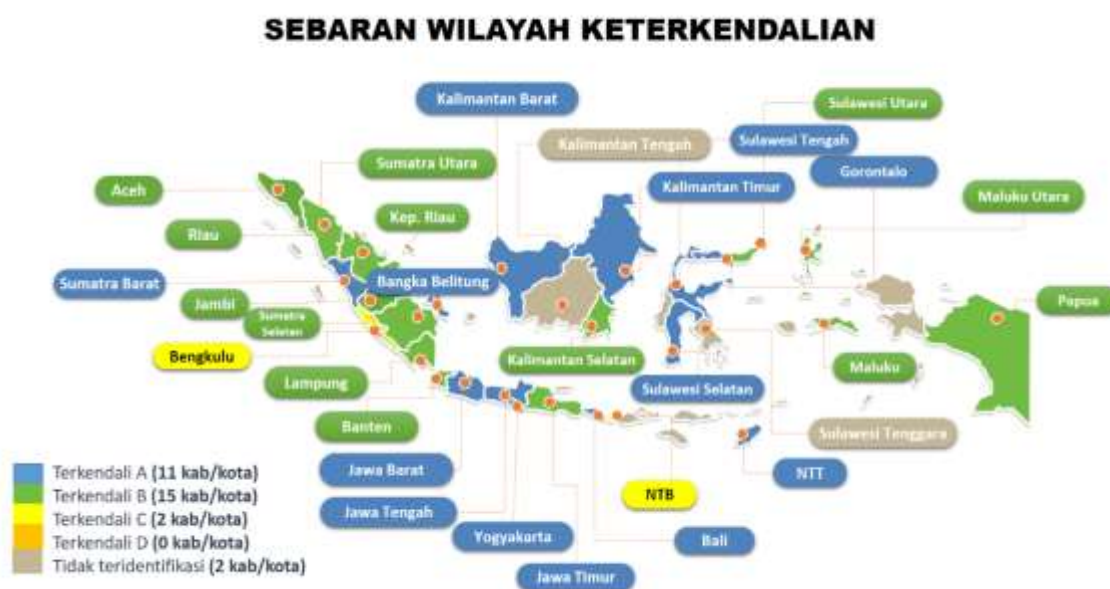 SEBARAN WILAYAH KETERKENDALIAN
Kalimantan Barat
Sulawesi Utara
Kalimantan Tengah
Sulawesi Tengah
Sumatra Utara
Gorontalo
Aceh
Kalimantan Timur
Maluku Utara
Kep. Riau
Riau
Sumatra Barat
Bangka Belitung
Jambi
Papua
Sumatra
Selatan
Bengkulu
Kalimantan Selatan
Maluku
Lampung
Sulawesi Selatan
Banten
Sulawesi Tenggara
Jawa Barat
NTT
NTB
Jawa Tengah
Yogyakarta
Bali
Jawa Timur
Terkendali A (11 kab/kota)
Terkendali B (15 kab/kota)
Terkendali C (2 kab/kota)
Terkendali D (0 kab/kota)
Tidak teridentifikasi (2 kab/kota)